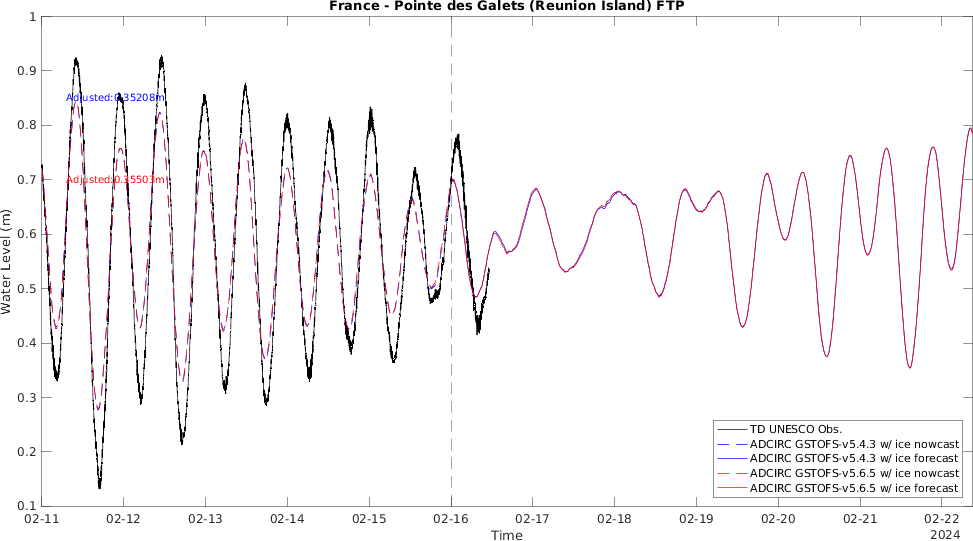 France - Pointe des Galets (Reunion Island) FTP
1
0.9
0.8
0.7
0.6
0.5
0.4
0.3
0.2
0.1
Water Level (m)
Adjusted:0.35208m
Adjusted:0.35503m
TD UNESCO Obs.
ADCIRC GSTOFS-v5.4.3 w/ ice nowcast
ADCIRC GSTOFS-v5.4.3 w/ ice forecast
ADCIRC GSTOFS-v5.6.5 w/ ice nowcast
ADCIRC GSTOFS-v5.6.5 w/ ice forecast
02-11 02-12 02-13 02-14 02-15 02-16 02-17 02-18 02-19 02-20 02-21 02-22
2024
Time